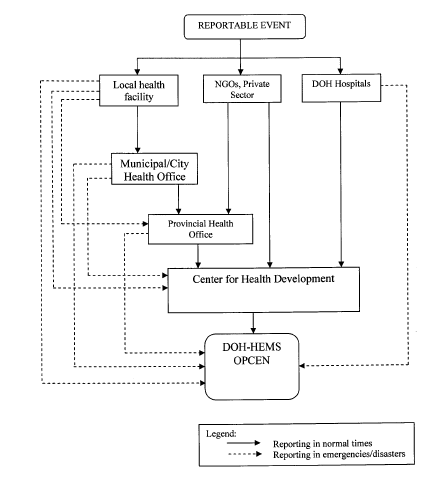 REPORTABLE EVENT
Local health
facility
NGOs, Private
Sector
DOH Hospitals
Municipal/City
Health Office
Provincial Health
Office
Center for Health Development
DOH-HEMS
OPCEN
Legend:
Reporting in normal times
Reporting in emergencies/disasters